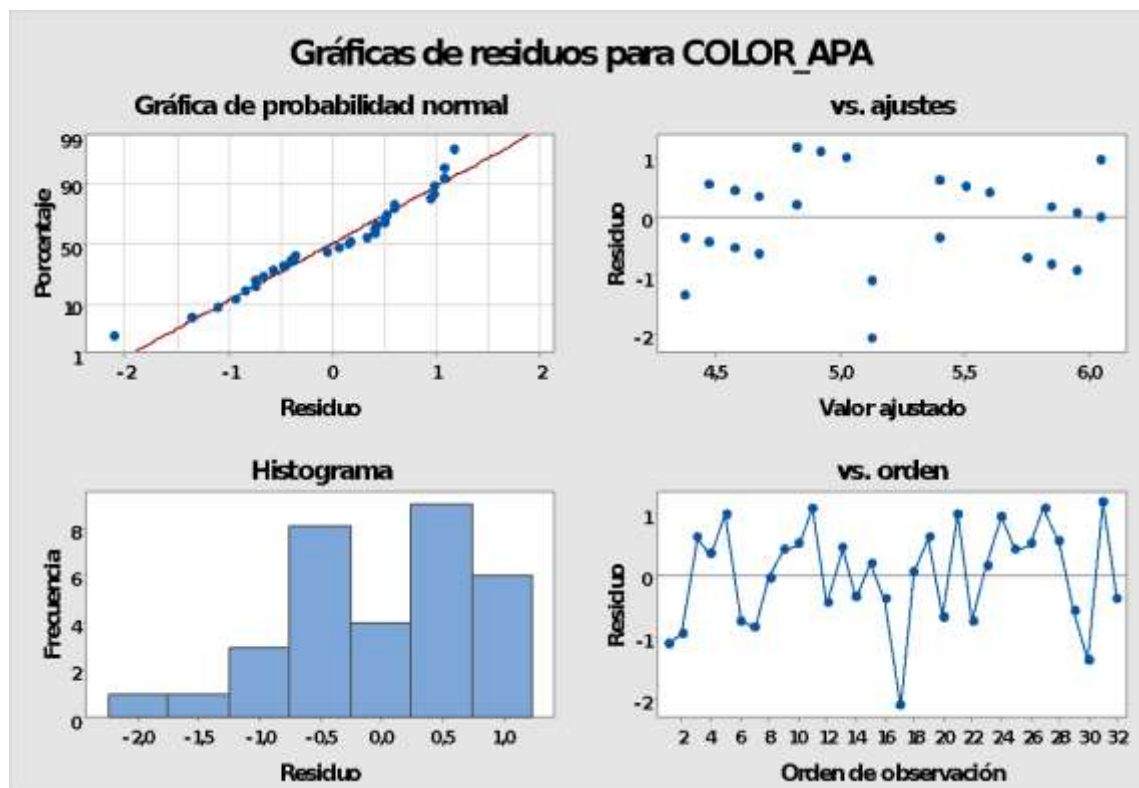 Gráficas de residuos para COLOR_APA
Gráfica de probabilidad normal
99
90
50
10
1
Porcentaje
-2 -1 0 1 2
Residuo
vs. ajustes
1
0
-1
-2
Residuo
4,5 5,0 5,5 6,0
Valor ajustado
Histograma
8
6
4
2
0
Frecuencia
-2,0 -1,5 -1,0 -0,5 0,0 0,5 1,0
Residuo
vs. orden
1
0
-1
-2
Residuo
2 4 6 8 10 12 14 16 18 20 22 24 26 28 30 32
Orden de observación